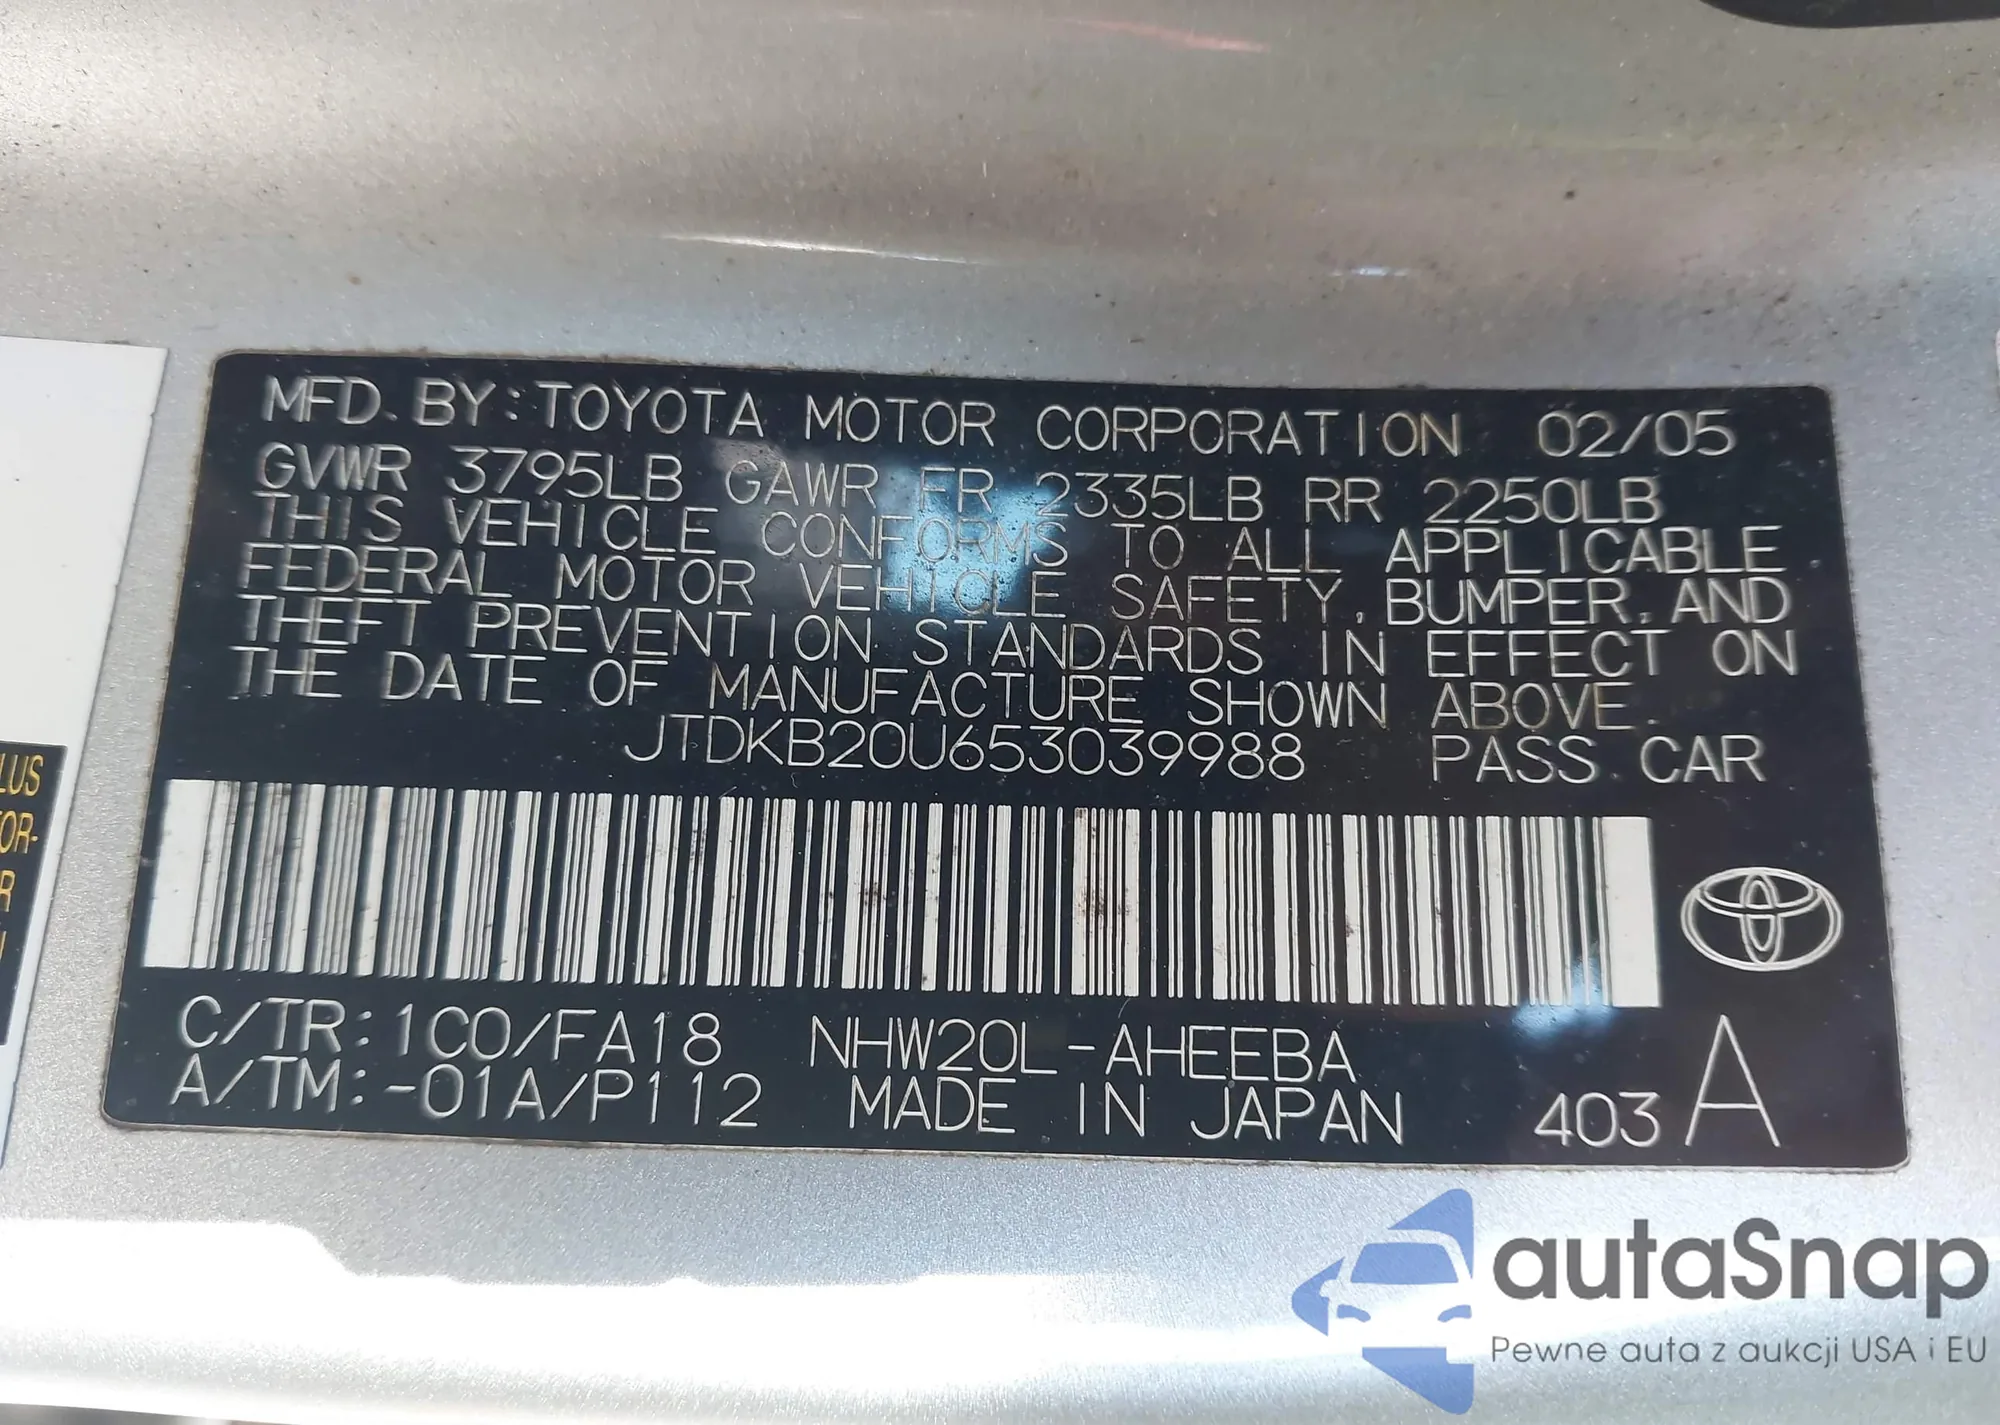 MFD. BY: TOYOTA MOTOR CORPORATION 02/05
GVWR 3795LB GAWR FR 2335LB RR 2250LB
THIS VEHICLE CONFORMS TO ALL APPLICABLE
FEDERAL MOTOR VEHICLE SAFETY, BUMPER, AND
THEFT PREVENTION STANDARDS IN EFFECT ON
THE DATE OF MANUFACTURE SHOWN ABOVE.
JTDKB20U653039988 PASS. CAR
C/TR: 1C0/FA18 NHW20L-AHEEBA
A/TM: -01A/P112 MADE IN JAPAN 403 A
LUS
OR-
R
autaSnap
Pewne auta z aukcji USA i EU